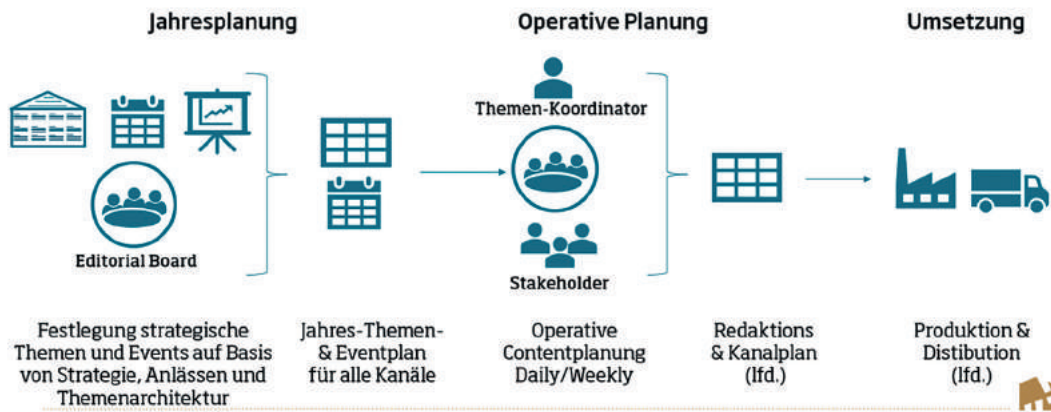 Jahresplanung
Operative Planung
Umsetzung
Themen-Koordinator
Editorial Board
Stakeholder
Festlegung strategische
Themen und Events auf Basis
von Strategie, Anlässen und
Themenarchitektur
Jahres-Themen-
& Eventplan
für alle Kanäle
Operative
Contentplanung
Daily/Weekly
Redaktions
& Kanalplan
(lfd.)
Produktion &
Distibution
(lfd.)